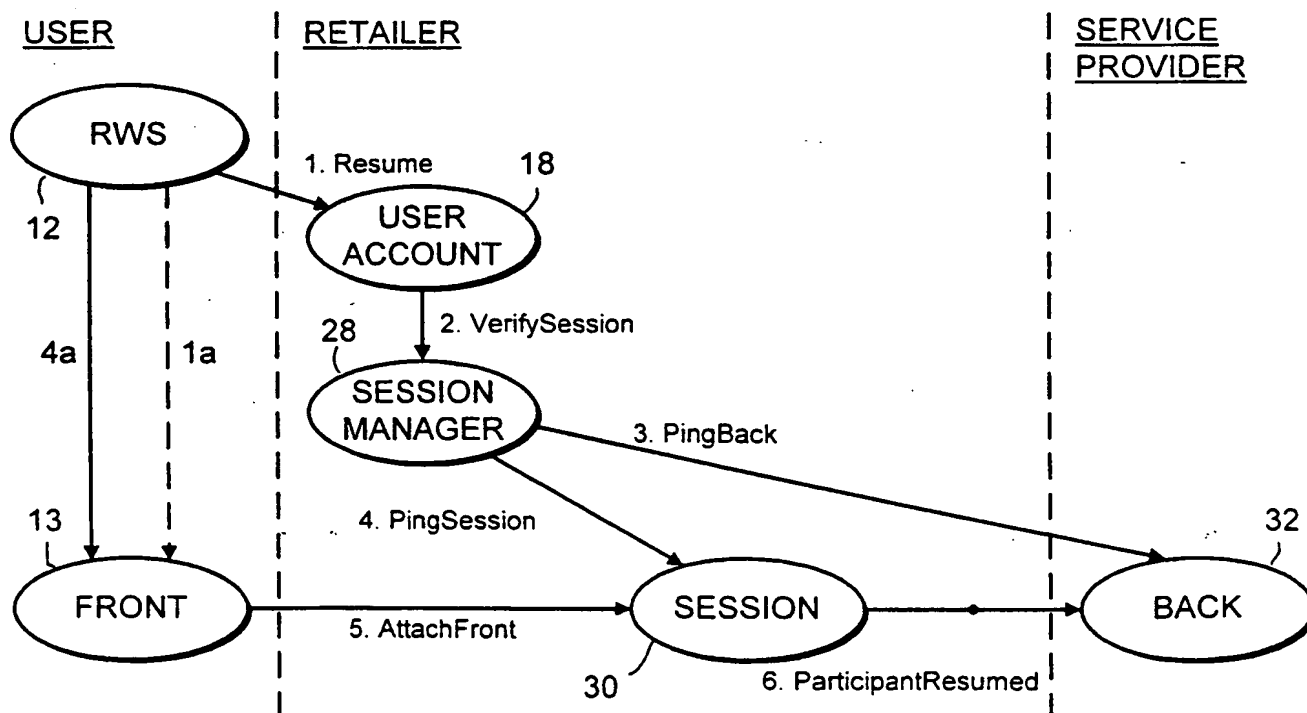 USER
RETAILER
SERVICE
PROVIDER
RWS
1. Resume
18
12
USER
ACCOUNT
2. VerifySession
28
4a
1a
SESSION
MANAGER
3. PingBack
4. PingSession
13
32
FRONT
SESSION
BACK
5. AttachFront
30
6. ParticipantResumed